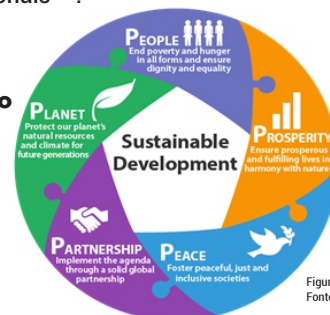 PEOPLE
End poverty and hunger
in all forms and ensure
dignity and equality
PROSPERITY
Ensure prosperous
and fulfilling lives in
harmony with nature
PEACE
Foster peaceful, just and
inclusive societies
PARTNERSHIP
Implement the agenda
through a solid global
partnership
PLANET
Protect our planet's
natural resources
and climate for
future generations
Sustainable
Development